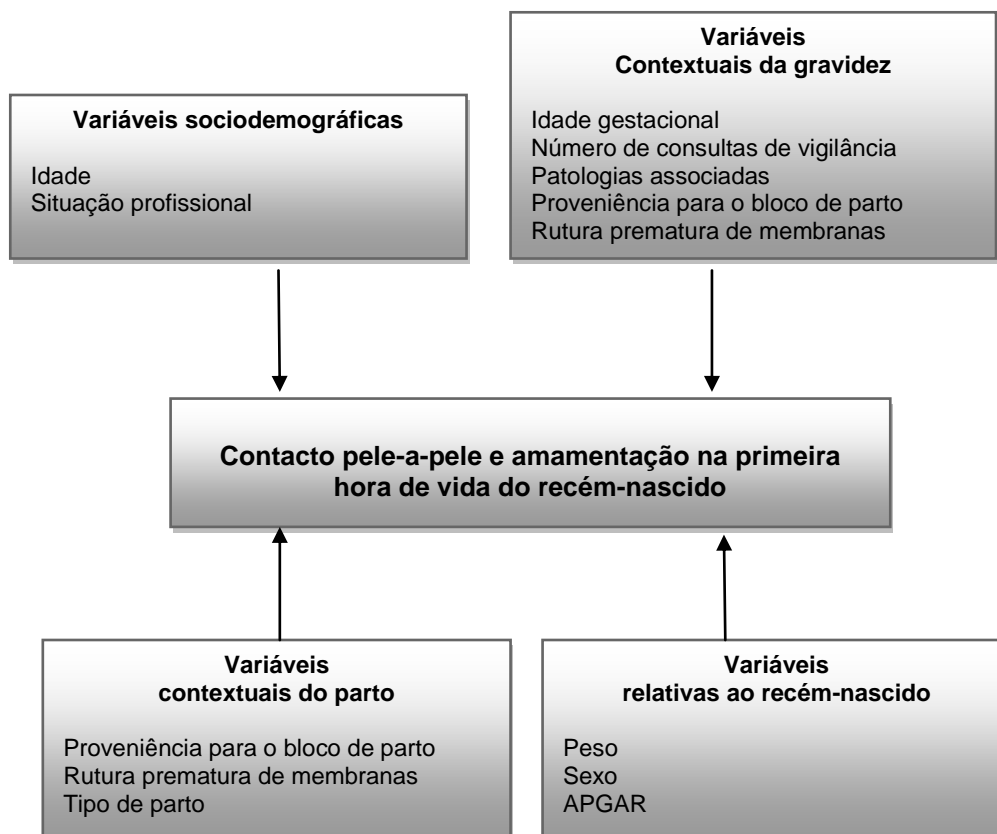 Variáveis sociodemográficas
Idade
Situação profissional
Variáveis
Contextuais da gravidez
Idade gestacional
Número de consultas de vigilância
Patologias associadas
Proveniência para o bloco de parto
Rutura prematura de membranas
Contacto pele-a-pele e amamentação na primeira
hora de vida do recém-nascido
Variáveis
contextuais do parto
Proveniência para o bloco de parto
Rutura prematura de membranas
Tipo de parto
Variáveis
relativas ao recém-nascido
Peso
Sexo
APGAR